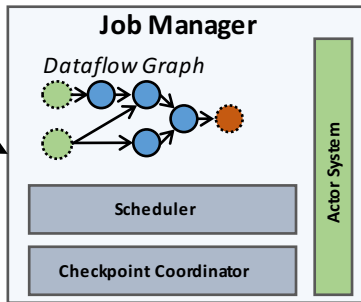 Job Manager
Dataflow Graph
Scheduler
Checkpoint Coordinator
Actor System